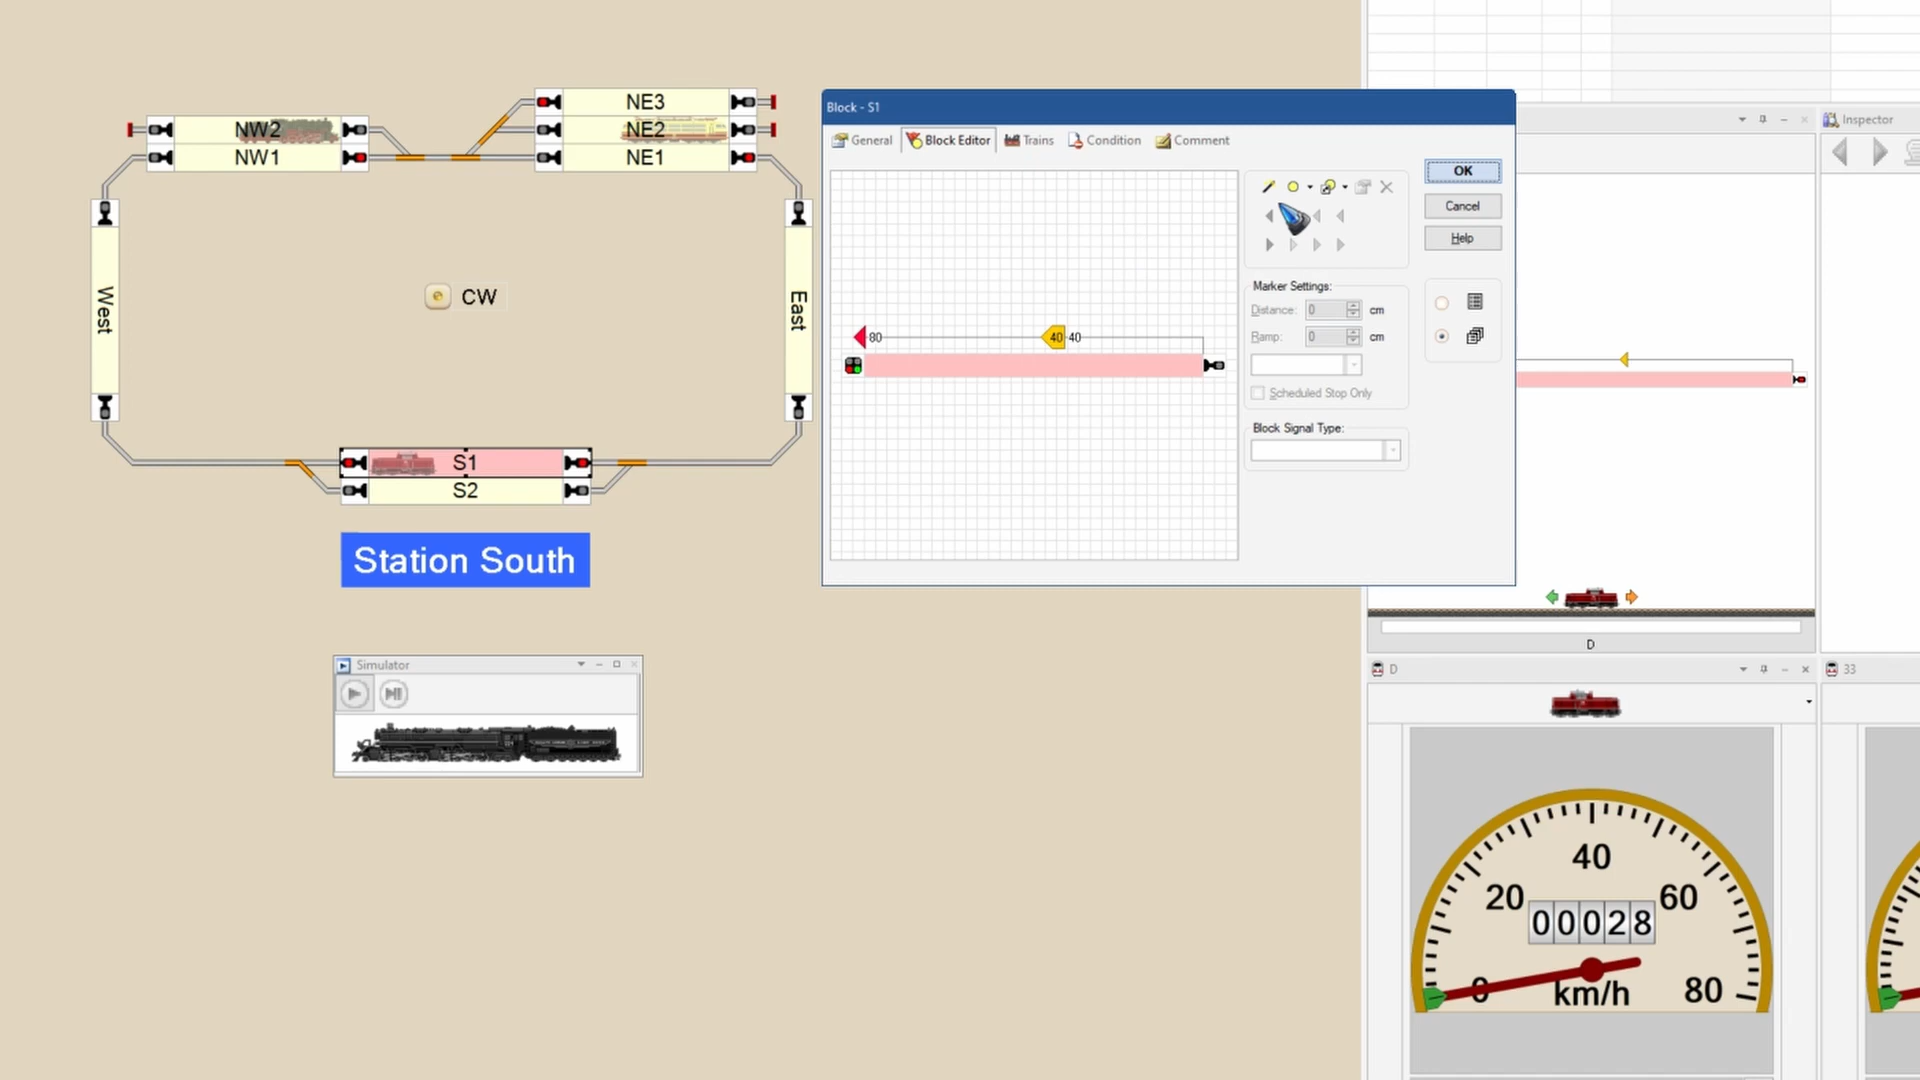 NW2
NW1
NE3
NE2
NE1
West
East
CW
S1
S2
Station South
Simulator
Block - S1
General
Block Editor
Trains
Condition
Comment
80
40
40
Marker Settings:
Distance:
0
cm
Ramp:
0
cm
Scheduled Stop Only
Block Signal Type:
OK
Cancel
Help
Inspector
D
D
33
0
20
40
60
80
00028
km/h